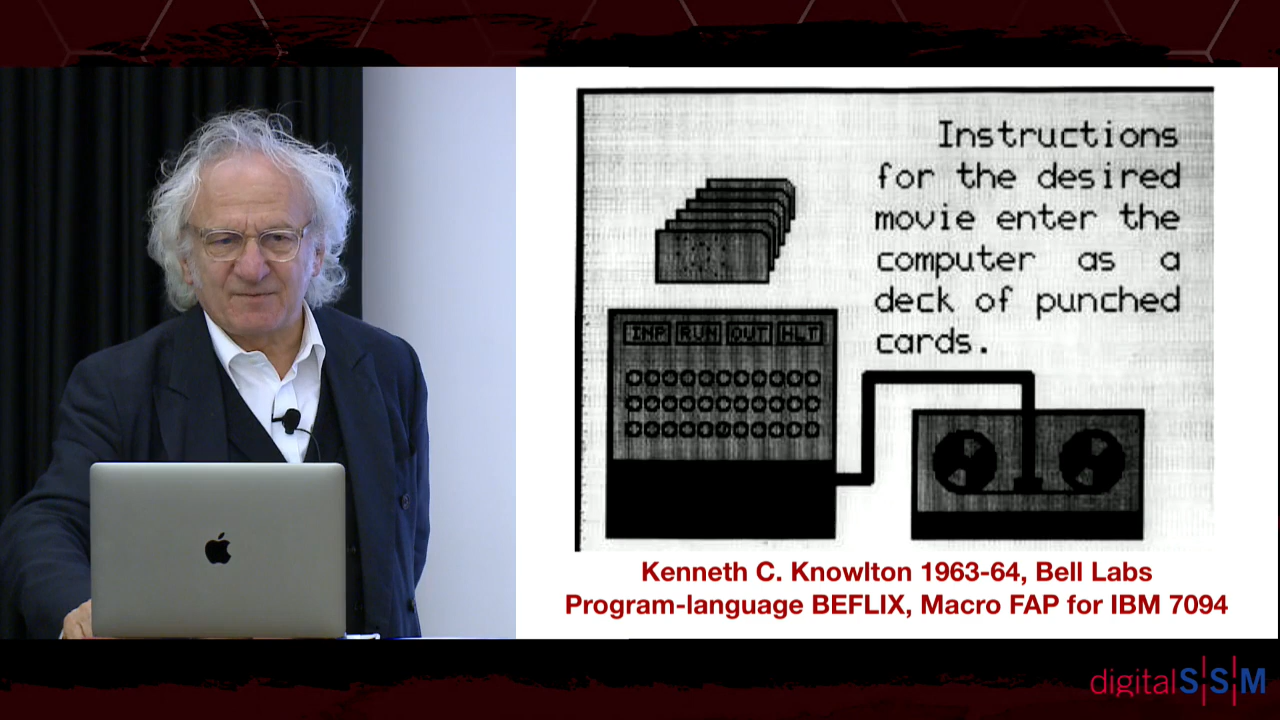 Instructions
for the desired
movie enter the
computer as a
deck of punched
cards.
INP RUN OUT HLT
Kenneth C. Knowlton 1963-64, Bell Labs
Program-language BEFLIX, Macro FAP for IBM 7094
digitalS|S|M